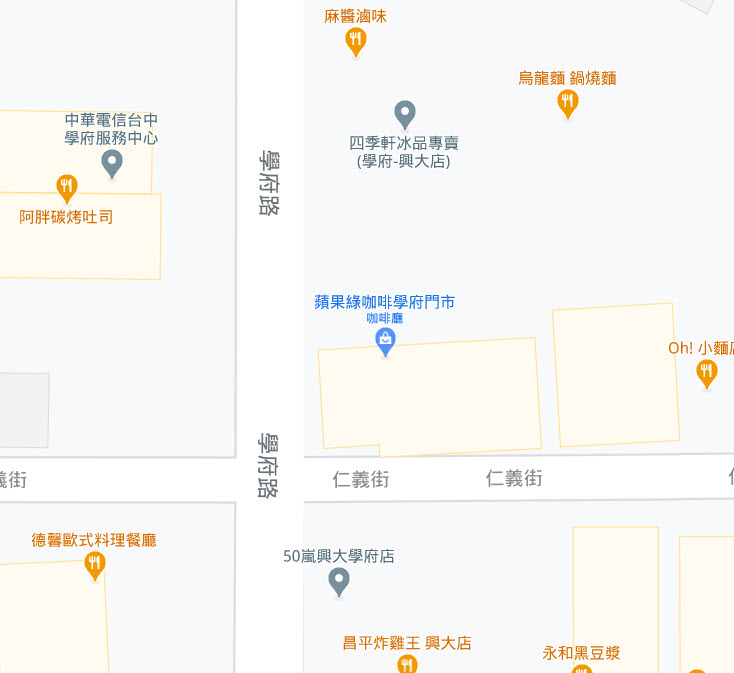 麻醬滷味
烏龍麵 鍋燒麵
中華電信台中
學府服務中心
四季軒冰品專賣
(學府-興大店)
學府路
阿胖碳烤吐司
蘋果綠咖啡學府門市
咖啡廳
Oh! 小麵店
學府路
義街
仁義街
仁義街
德馨歐式料理餐廳
50嵐興大學府店
昌平炸雞王 興大店
永和黑豆漿